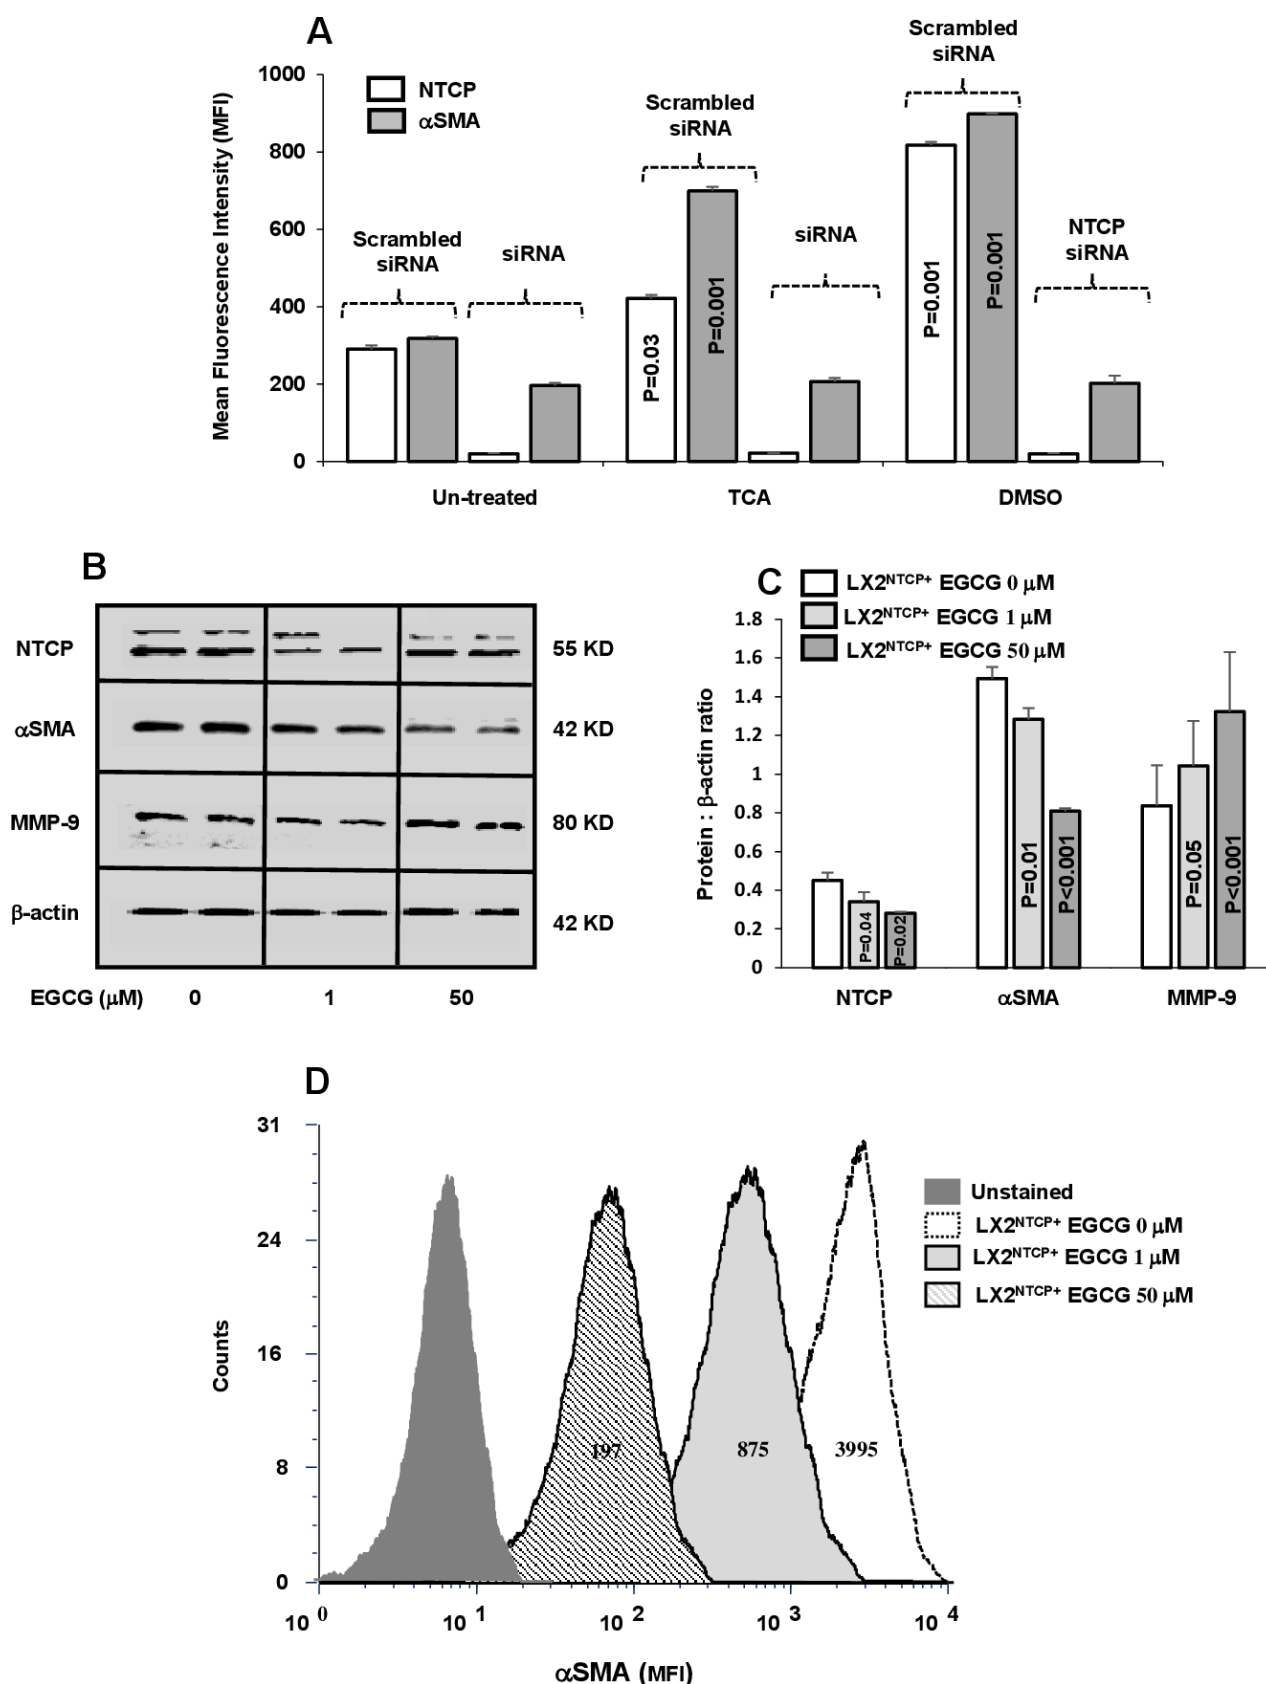 A
Scrambled
siRNA
1000
NTCP
αSMA
Scrambled
siRNA
800
Mean Fluorescence Intensity (MFI)
600
Scrambled
siRNA
siRNA
siRNA
NTCP
siRNA
400
P=0.03
P=0.001
P=0.001
P=0.001
200
0
Un-treated
TCA
DMSO
B
NTCP
55 KD
αSMA
42 KD
MMP-9
80 KD
β-actin
42 KD
EGCG (μM)
0
1
50
C
LX2NTCP+ EGCG 0 μM
LX2NTCP+ EGCG 1 μM
LX2NTCP+ EGCG 50 μM
Protein : β-actin ratio
1.8
1.6
1.4
1.2
1
0.8
0.6
0.4
0.2
0
P=0.04
P=0.02
P=0.01
P<0.001
P=0.05
P<0.001
NTCP
αSMA
MMP-9
D
31
24
16
8
0
Counts
Unstained
LX2NTCP+ EGCG 0 μM
LX2NTCP+ EGCG 1 μM
LX2NTCP+ EGCG 50 μM
197
875
3995
10 0
10 1
10 2
10 3
10 4
αSMA (MFI)